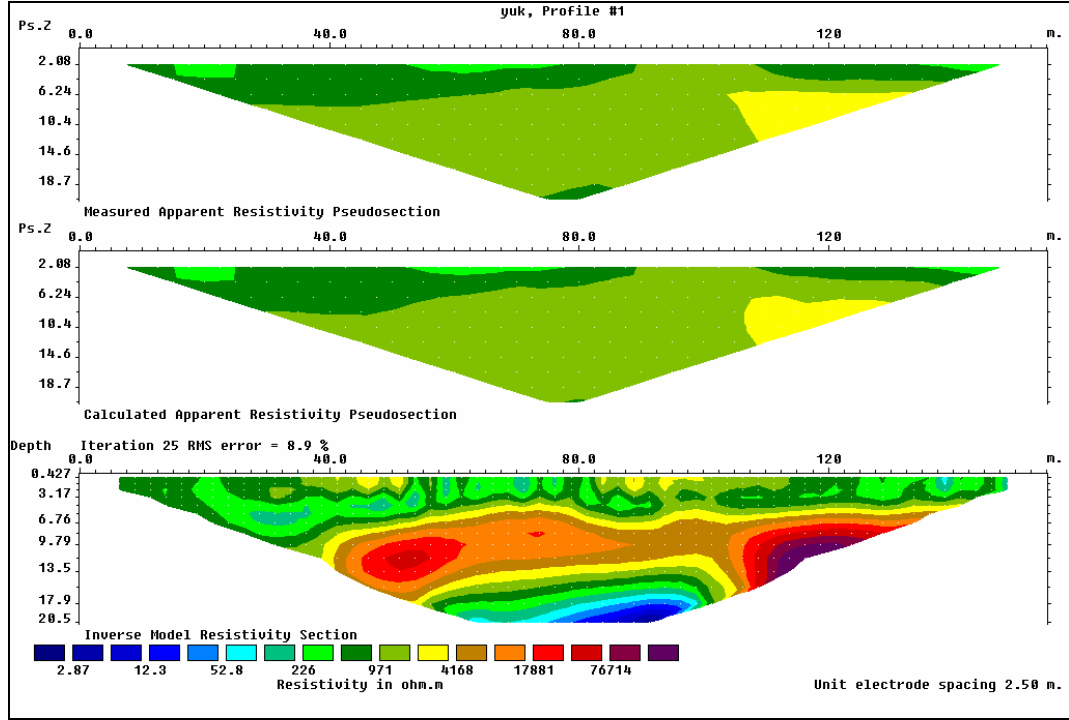 yuk, Profile #1
Ps.Z 0.0 40.0 80.0 120 m.
2.08
6.24
10.4
14.6
18.7
Measured Apparent Resistivity Pseudosection
Ps.Z 0.0 40.0 80.0 120 m.
2.08
6.24
10.4
14.6
18.7
Calculated Apparent Resistivity Pseudosection
Depth Iteration 25 RMS error = 8.9 %
0.0 40.0 80.0 120 m.
0.427
3.17
6.76
9.79
13.5
17.9
20.5
Inverse Model Resistivity Section
2.87 12.3 52.8 226 971 4168 17881 76714
Resistivity in ohm.m Unit electrode spacing 2.50 m.